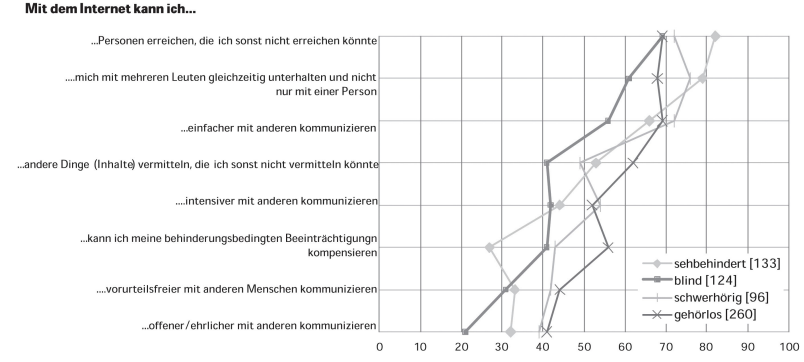 Mit dem Internet kann ich...
...Personen erreichen, die ich sonst nicht erreichen könnte
....mich mit mehreren Leuten gleichzeitig unterhalten und nicht
nur mit einer Person
...einfacher mit anderen kommunizieren
...andere Dinge (Inhalte) vermitteln, die ich sonst nicht vermitteln könnte
....intensiver mit anderen kommunizieren
...kann ich meine behinderungsbedingten Beeinträchtigungn
kompensieren
....vorurteilsfreier mit anderen Menschen kommunizieren
...offener/ehrlicher mit anderen kommunizieren
sehbehindert [133]
blind [124]
schwerhörig [96]
gehörlos [260]
0 10 20 30 40 50 60 70 80 90 100